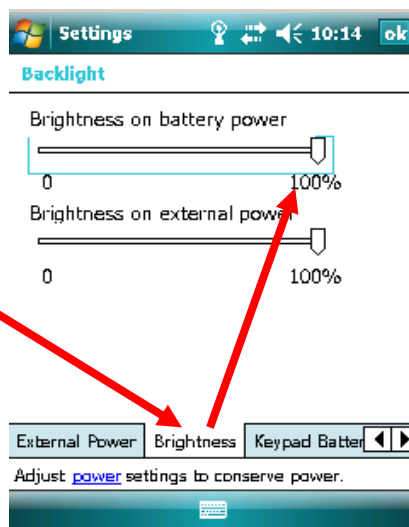 Settings 10:14 ok
Backlight
Brightness on battery power
0 100%
Brightness on external power
0 100%
External Power Brightness Keypad Batter
Adjust power settings to conserve power.